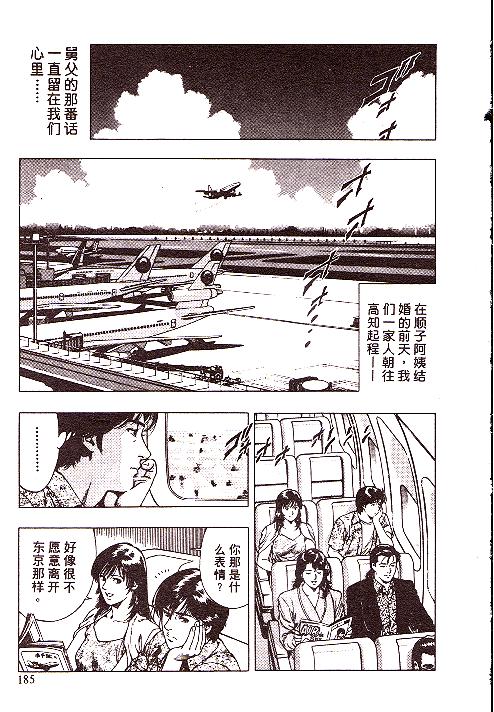 舅父的那番话
一直留在我们
心里……
在顺子阿姨结
婚的前天，我
们一家人朝往
高知起程——
………
你那是什
么表情？
好像很不
愿意离开
东京那样。
185